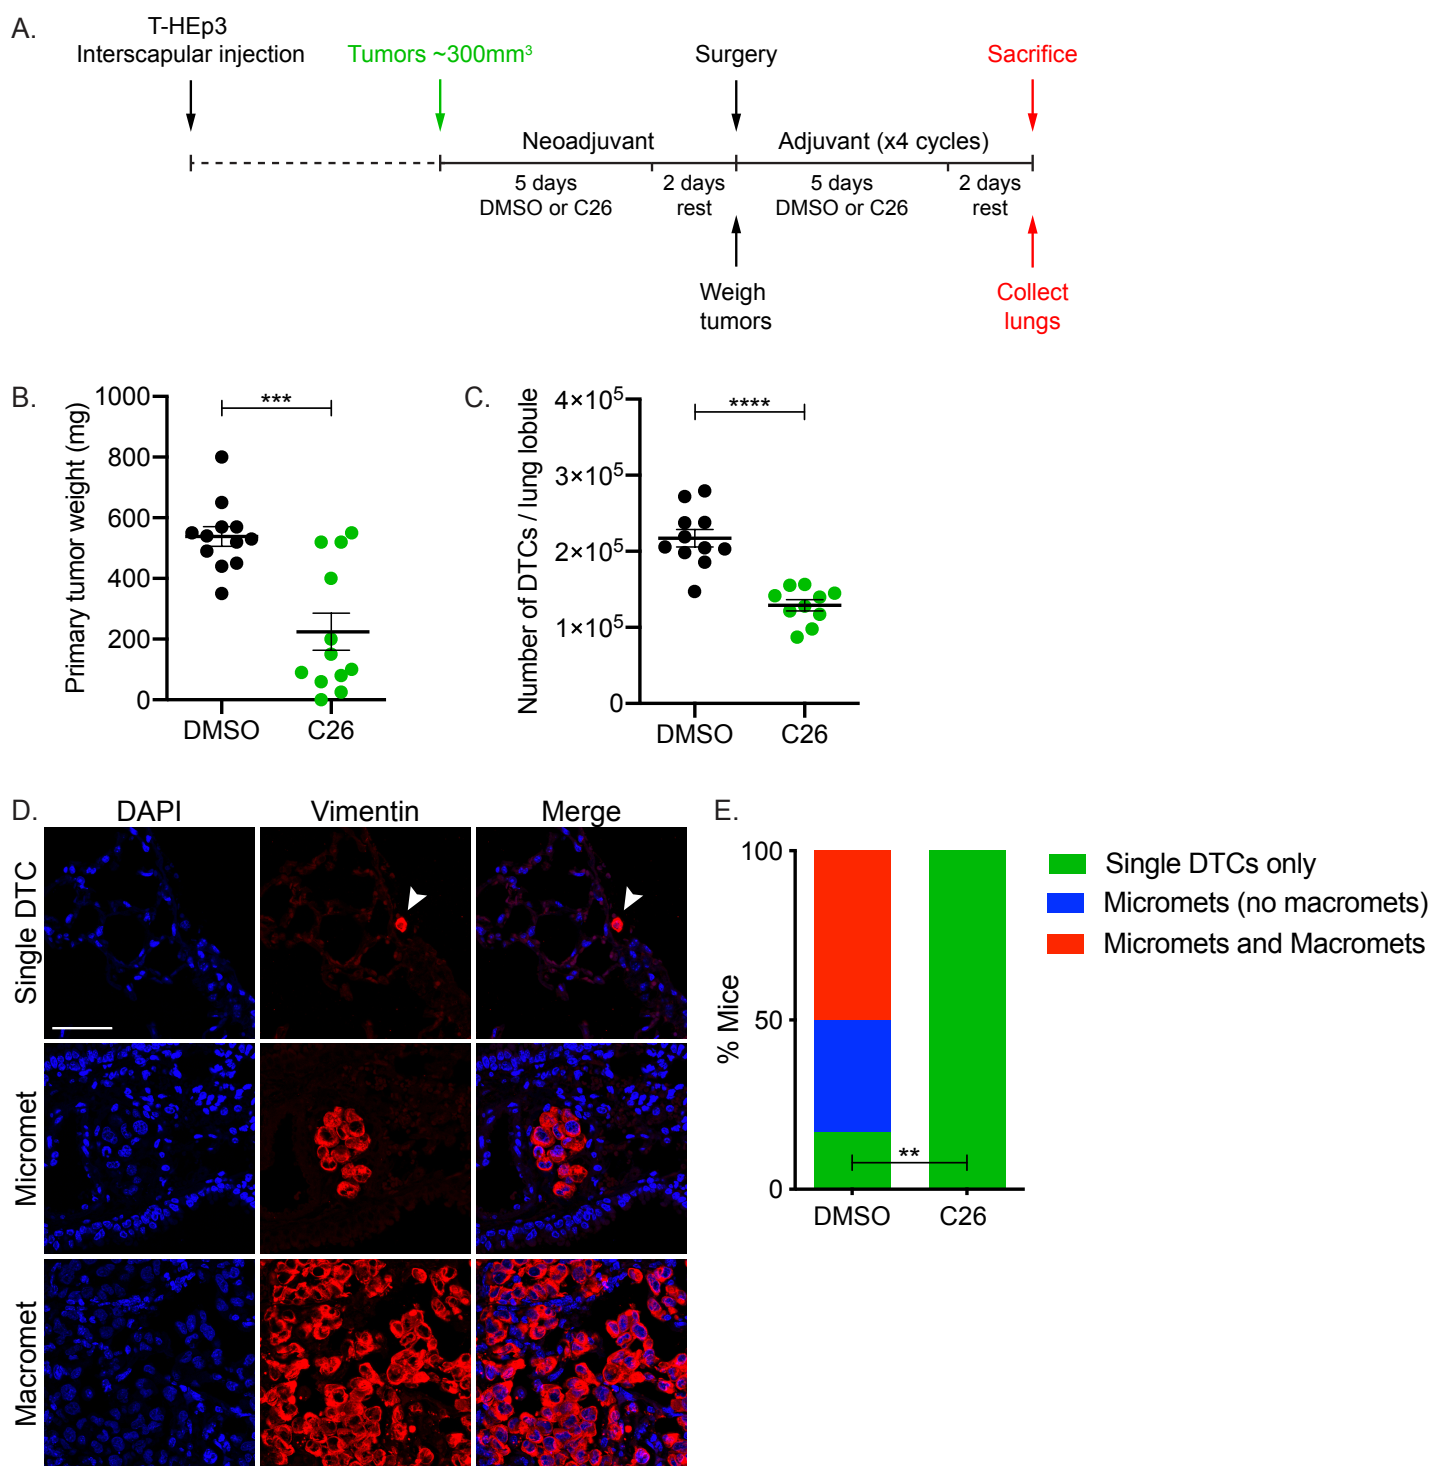 A.
T-HEp3
Interscapular injection
Tumors ~300mm³
Surgery
Sacrifice
Neoadjuvant
Adjuvant (x4 cycles)
5 days
DMSO or C26
2 days
rest
5 days
DMSO or C26
2 days
rest
Weigh
tumors
Collect
lungs
B.
Primary tumor weight (mg)
1000
800
600
400
200
0
***
DMSO
C26
C.
Number of DTCs / lung lobule
4×10⁵
3×10⁵
2×10⁵
1×10⁵
0
****
DMSO
C26
D.
DAPI
Vimentin
Merge
Single DTC
Micromet
Macromet
E.
% Mice
100
50
0
**
DMSO
C26
Single DTCs only
Micromets (no macromets)
Micromets and Macromets